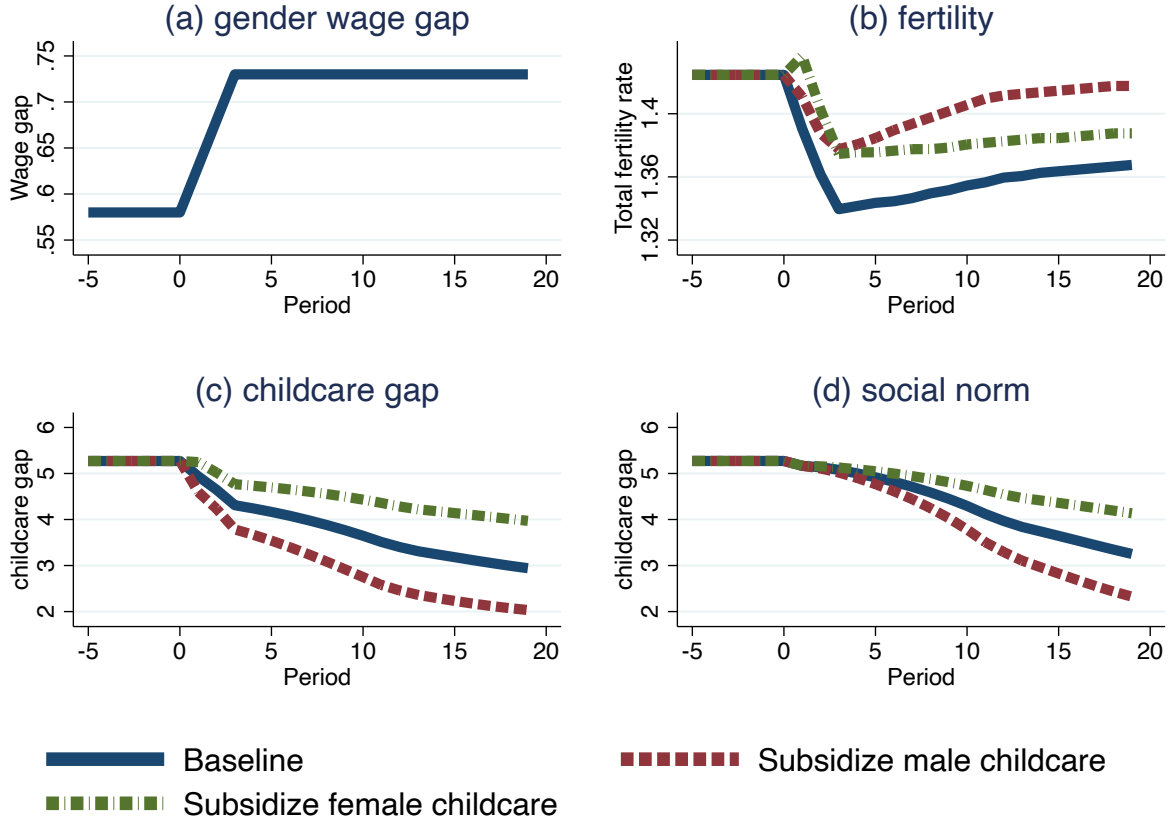 (a) gender wage gap
Wage gap
.75
.7
.65
.6
.55
-5 0 5 10 15 20
Period
(b) fertility
Total fertility rate
1.4
1.36
1.32
-5 0 5 10 15 20
Period
(c) childcare gap
childcare gap
6
5
4
3
2
-5 0 5 10 15 20
Period
(d) social norm
childcare gap
6
5
4
3
2
-5 0 5 10 15 20
Period
Baseline
Subsidize male childcare
Subsidize female childcare